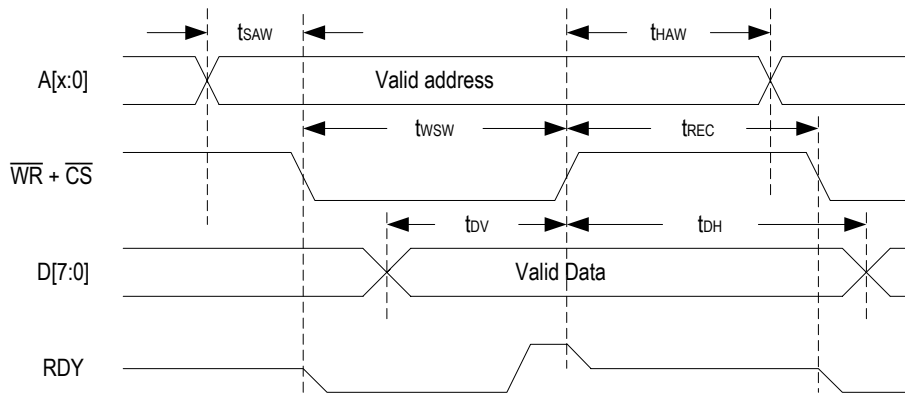 tSAW tHAW
A[x:0] Valid address
tWSW tREC
WR + CS
tDV tDH
D[7:0] Valid Data
RDY